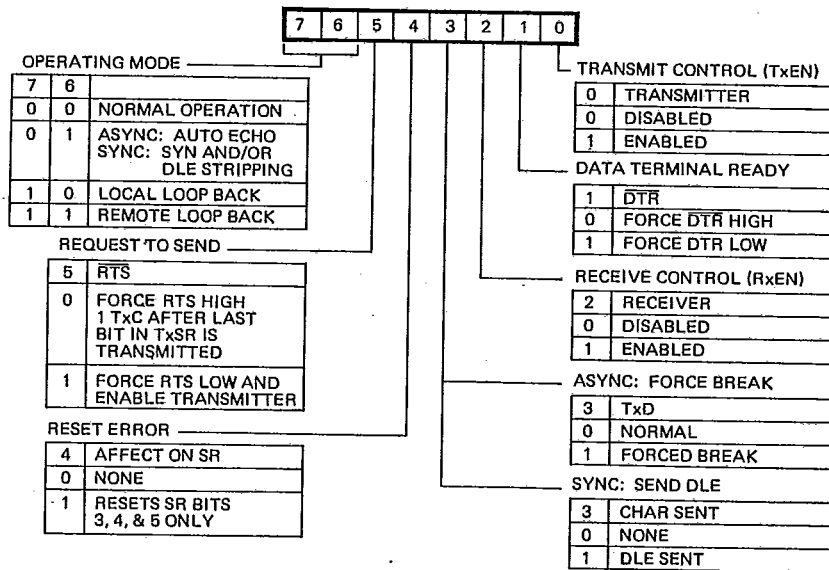 7 6 5 4 3 2 1 0
OPERATING MODE
7 6
0 0 NORMAL OPERATION
0 1 ASYNC: AUTO ECHO
SYNC: SYN AND/OR
DLE STRIPPING
1 0 LOCAL LOOP BACK
1 1 REMOTE LOOP BACK
REQUEST TO SEND
5 R̅T̅S̅
0 FORCE RTS HIGH
1 TxC AFTER LAST
BIT IN TxSR IS
TRANSMITTED
1 FORCE RTS LOW AND
ENABLE TRANSMITTER
RESET ERROR
4 AFFECT ON SR
0 NONE
1 RESETS SR BITS
3, 4, & 5 ONLY
TRANSMIT CONTROL (TxEN)
0 TRANSMITTER
0 DISABLED
1 ENABLED
DATA TERMINAL READY
1 D̅T̅R̅
0 FORCE D̅T̅R̅ HIGH
1 FORCE DTR LOW
RECEIVE CONTROL (RxEN)
2 RECEIVER
0 DISABLED
1 ENABLED
ASYNC: FORCE BREAK
3 TxD
0 NORMAL
1 FORCED BREAK
SYNC: SEND DLE
3 CHAR SENT
0 NONE
1 DLE SENT